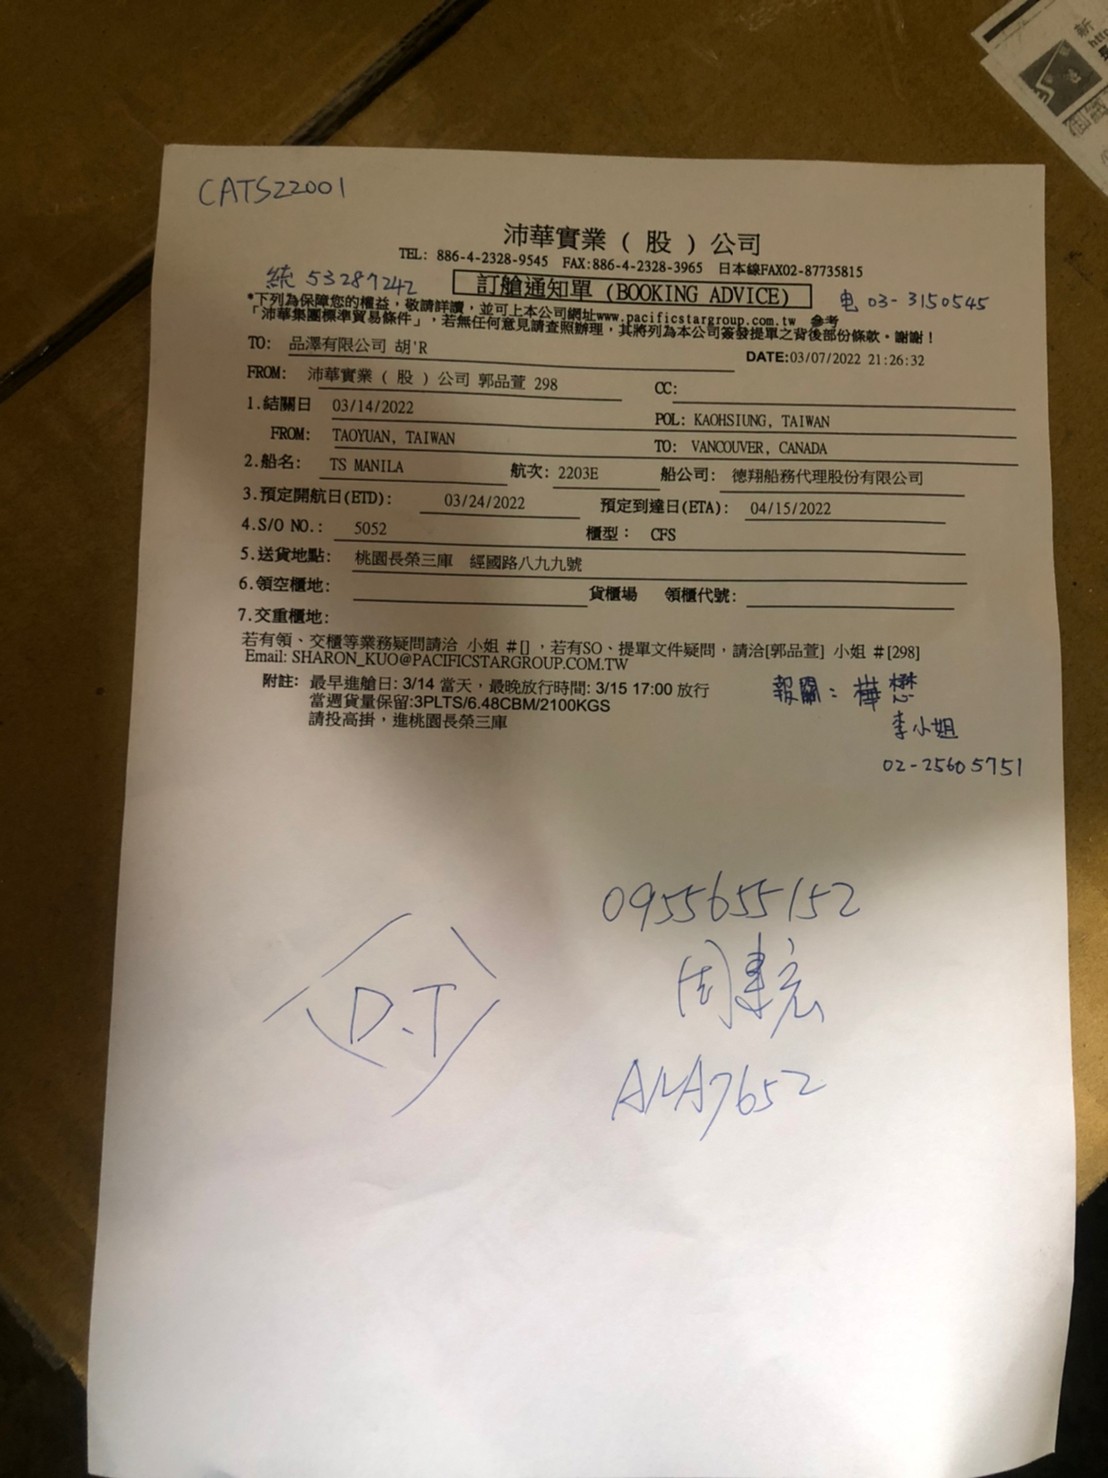 CATS22001
沛華實業 ( 股 ) 公司
TEL: 886-4-2328-9545 FAX:886-4-2328-3965 日本線FAX02-87735815
統 53287242
訂艙通知單 (BOOKING ADVICE)
电 03-3150545
*下列為保障您的權益,敬請詳讀,並可上本公司網址www.pacificstargroup.com.tw 參考
「沛華集團標準貿易條件」,若無任何意見請查照辦理,其將列為本公司簽發提單之背後部份條款。謝謝!
TO: 品澤有限公司 胡'R
DATE:03/07/2022 21:26:32
FROM: 沛華實業 ( 股 ) 公司 郭品萱 298 CC:
1.結關日 03/14/2022 POL: KAOHSIUNG, TAIWAN
FROM: TAOYUAN, TAIWAN TO: VANCOUVER, CANADA
2.船名: TS MANILA 航次: 2203E 船公司: 德翔船務代理股份有限公司
3.預定開航日(ETD): 03/24/2022 預定到達日(ETA): 04/15/2022
4.S/O NO.: 5052 櫃型: CFS
5.送貨地點: 桃園長榮三庫 經國路八九九號
6.領空櫃地: 貨櫃場 領櫃代號:
7.交重櫃地:
若有領、交櫃等業務疑問請洽 小姐 #[] ,若有SO、提單文件疑問,請洽[郭品萱] 小姐 #[298]
Email: SHARON_KUO@PACIFICSTARGROUP.COM.TW
附註: 最早進艙日: 3/14 當天,最晚放行時間: 3/15 17:00 放行
當週貨量保留:3PLTS/6.48CBM/2100KGS
請投高掛,進桃園長榮三庫
報關: 樺懋
李小姐
02-25605751
0955655152
周建宏
D.T
新